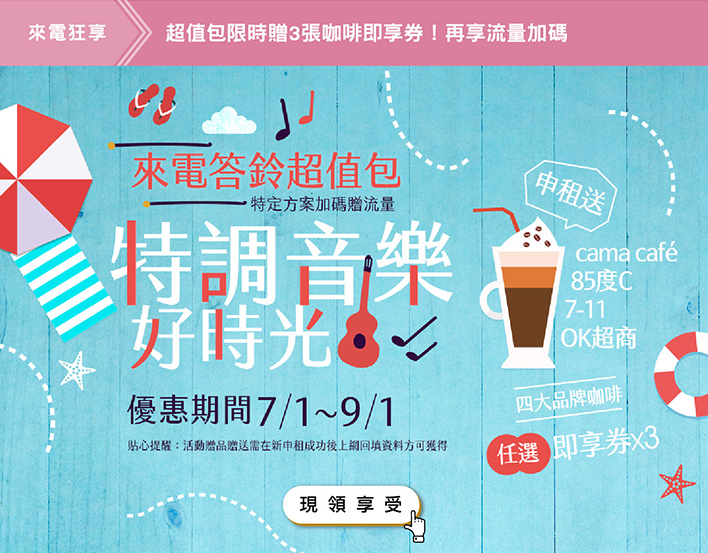 來電狂享
超值包限時贈3張咖啡即享券！再享流量加碼
來電答鈴超值包
特定方案加碼贈流量
特調音樂
好時光
優惠期間7/1~9/1
貼心提醒：活動贈品贈送需在新申租成功後上網回填資料方可獲得
申租送
cama café
85度C
7-11
OK超商
四大品牌咖啡
任選 即享券x3
現領享受